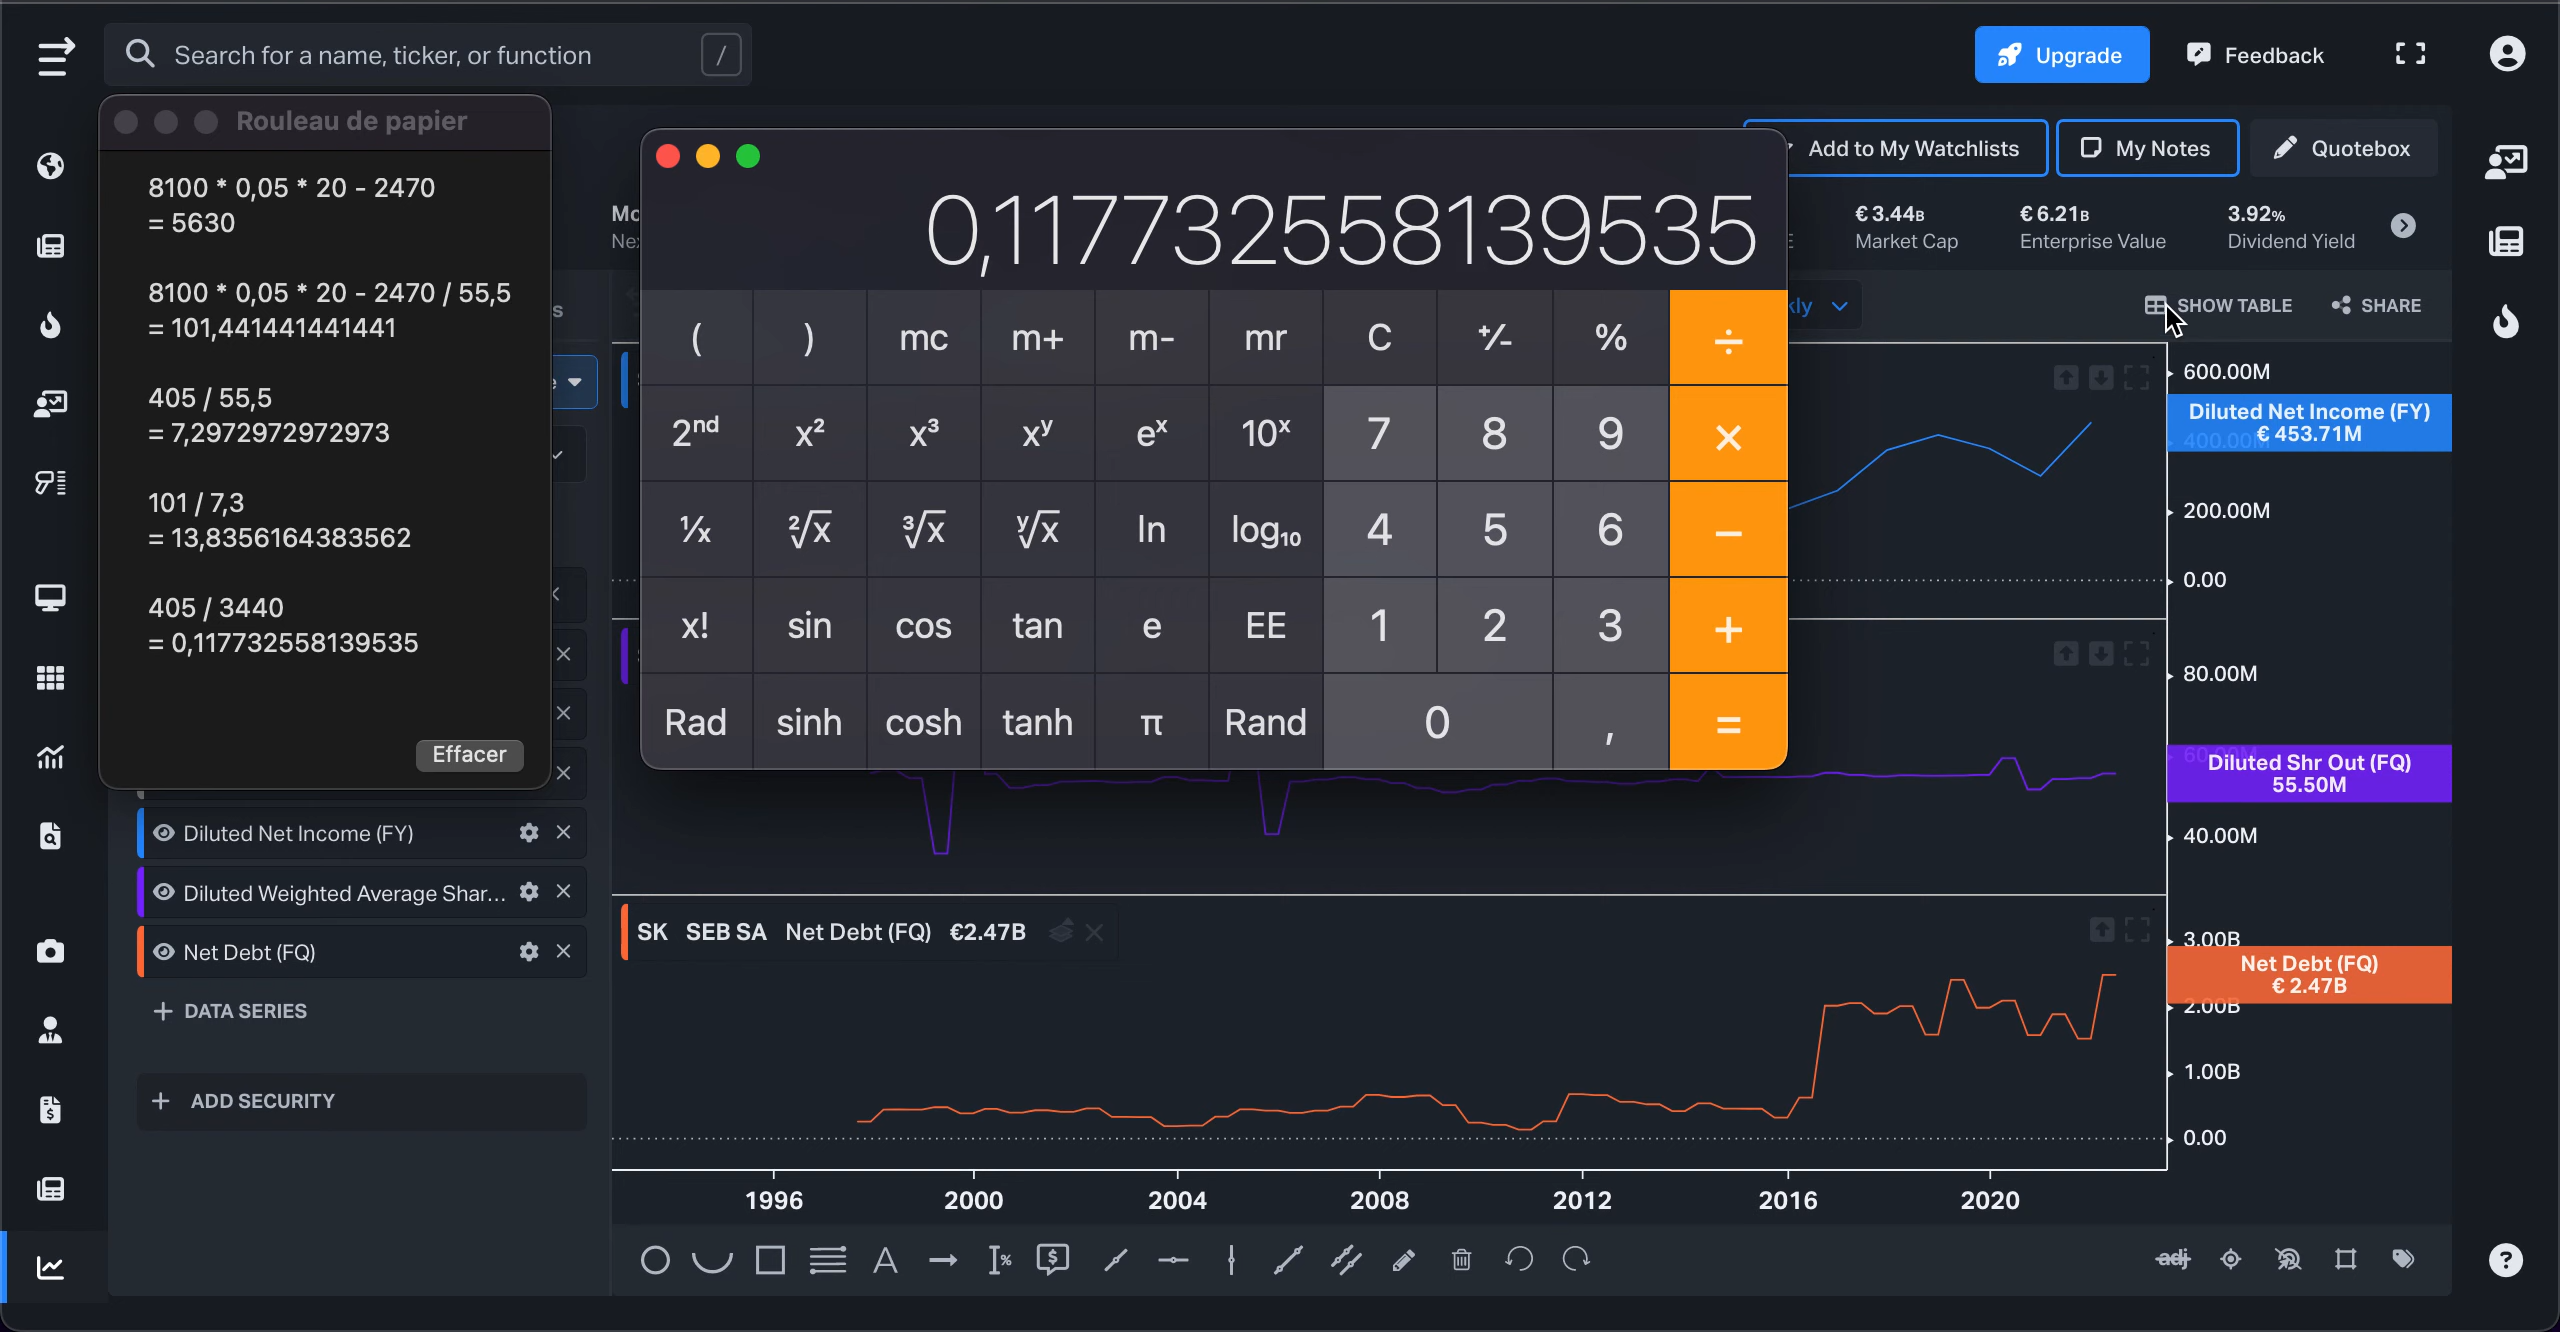 Search for a name, ticker, or function
/
Upgrade
Feedback
Rouleau de papier
8100 * 0,05 * 20 - 2470
= 5630
8100 * 0,05 * 20 - 2470 / 55,5
= 101,441441441441
405 / 55,5
= 7,2972972972973
101 / 7,3
= 13,8356164383562
405 / 3440
= 0,117732558139535
Effacer
0,117732558139535
( ) mc m+ m- mr C +/- % ÷
2nd x² x³ xʸ eˣ 10ˣ 7 8 9 ×
1/x ²√x ³√x ʸ√x ln log₁₀ 4 5 6 −
x! sin cos tan e EE 1 2 3 +
Rad sinh cosh tanh π Rand 0 , =
Add to My Watchlists
My Notes
Quotebox
€3.44B
Market Cap
€6.21B
Enterprise Value
3.92%
Dividend Yield
SHOW TABLE
SHARE
600.00M
Diluted Net Income (FY)
€ 453.71M
400.00M
200.00M
0.00
80.00M
60.00M
Diluted Shr Out (FQ)
55.50M
40.00M
Diluted Net Income (FY)
Diluted Weighted Average Shar...
Net Debt (FQ)
DATA SERIES
ADD SECURITY
SK SEB SA Net Debt (FQ) €2.47B
3.00B
Net Debt (FQ)
€ 2.47B
2.00B
1.00B
0.00
1996 2000 2004 2008 2012 2016 2020
A
%
$
adj
?